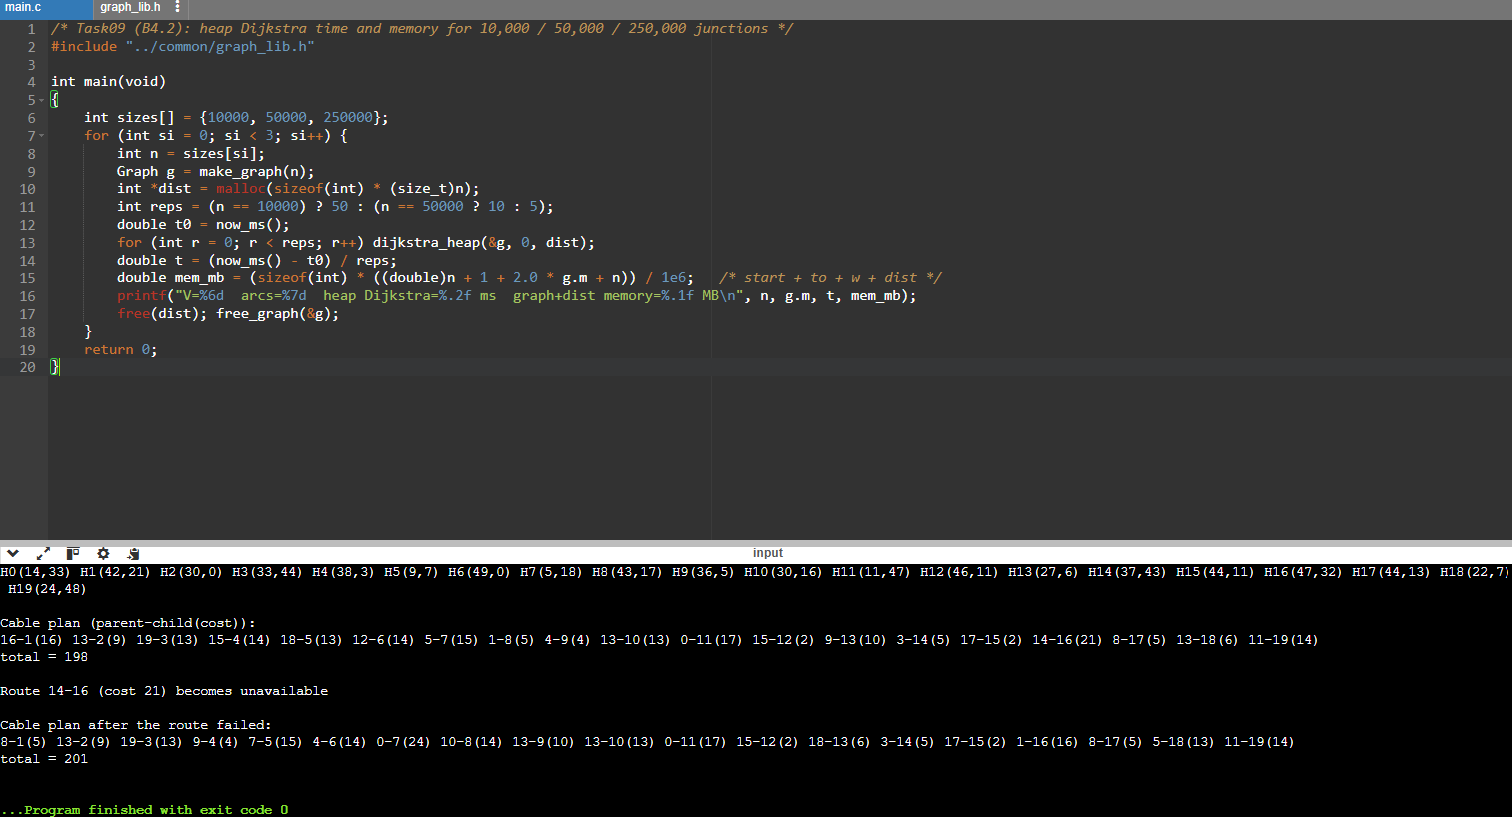 main.c graph_lib.h
1 /* Task09 (B4.2): heap Dijkstra time and memory for 10,000 / 50,000 / 250,000 junctions */
2 #include "../common/graph_lib.h"
3
4 int main(void)
5 {
6     int sizes[] = {10000, 50000, 250000};
7     for (int si = 0; si < 3; si++) {
8         int n = sizes[si];
9         Graph g = make_graph(n);
10         int *dist = malloc(sizeof(int) * (size_t)n);
11         int reps = (n == 10000) ? 50 : (n == 50000 ? 10 : 5);
12         double t0 = now_ms();
13         for (int r = 0; r < reps; r++) dijkstra_heap(&g, 0, dist);
14         double t = (now_ms() - t0) / reps;
15         double mem_mb = (sizeof(int) * ((double)n + 1 + 2.0 * g.m + n)) / 1e6;   /* start + to + w + dist */
16         printf("V=%6d  arcs=%7d  heap Dijkstra=%.2f ms  graph+dist memory=%.1f MB\n", n, g.m, t, mem_mb);
17         free(dist); free_graph(&g);
18     }
19     return 0;
20 }
input
H0(14,33) H1(42,21) H2(30,0) H3(33,44) H4(38,3) H5(9,7) H6(49,0) H7(5,18) H8(43,17) H9(36,5) H10(30,16) H11(11,47) H12(46,11) H13(27,6) H14(37,43) H15(44,11) H16(47,32) H17(44,13) H18(22,7)
H19(24,48)
Cable plan (parent-child(cost)):
16-1(16) 13-2(9) 19-3(13) 15-4(14) 18-5(13) 12-6(14) 5-7(15) 1-8(5) 4-9(4) 13-10(13) 0-11(17) 15-12(2) 9-13(10) 3-14(5) 17-15(2) 14-16(21) 8-17(5) 13-18(6) 11-19(14)
total = 198
Route 14-16 (cost 21) becomes unavailable
Cable plan after the route failed:
8-1(5) 13-2(9) 19-3(13) 9-4(4) 7-5(15) 4-6(14) 0-7(24) 10-8(14) 13-9(10) 13-10(13) 0-11(17) 15-12(2) 18-13(6) 3-14(5) 17-15(2) 1-16(16) 8-17(5) 5-18(13) 11-19(14)
total = 201
...Program finished with exit code 0